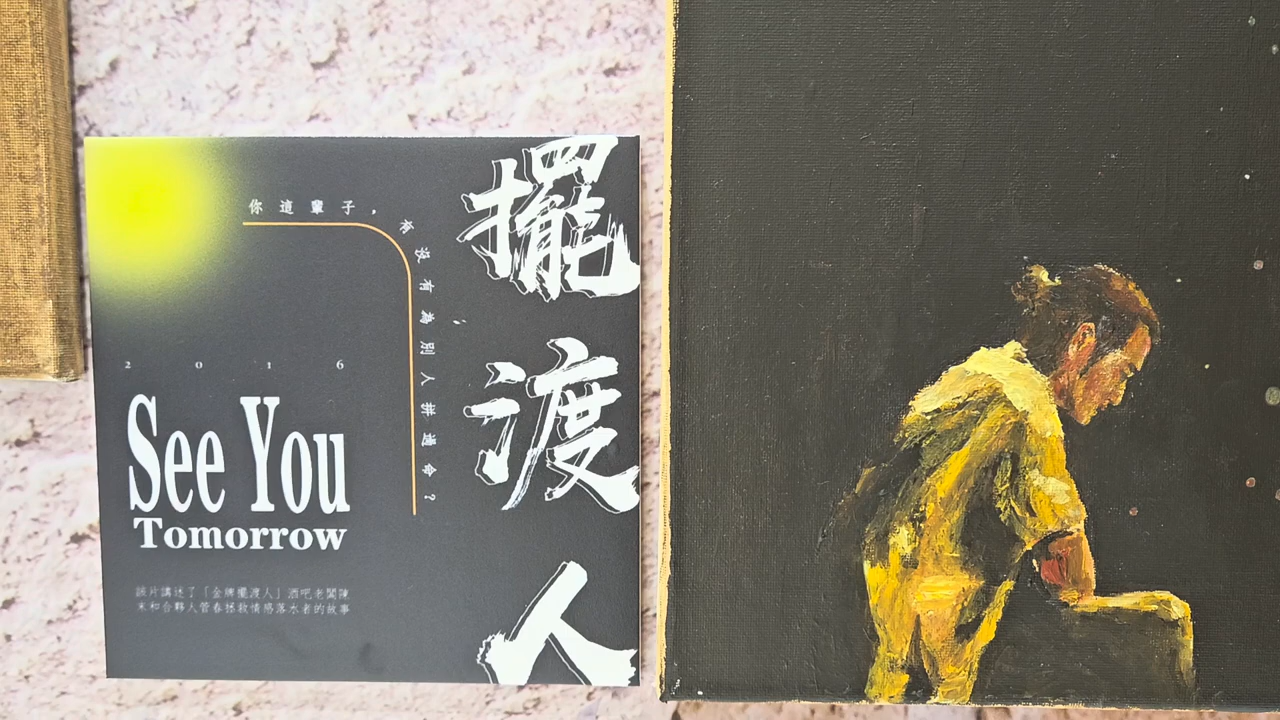 你這輩子，有沒有為別人拼過命？
擺渡人
2016
See You
Tomorrow
該片講述了「金牌擺渡人」酒吧老闆陳
末和合夥人管春拯救情感落水者的故事